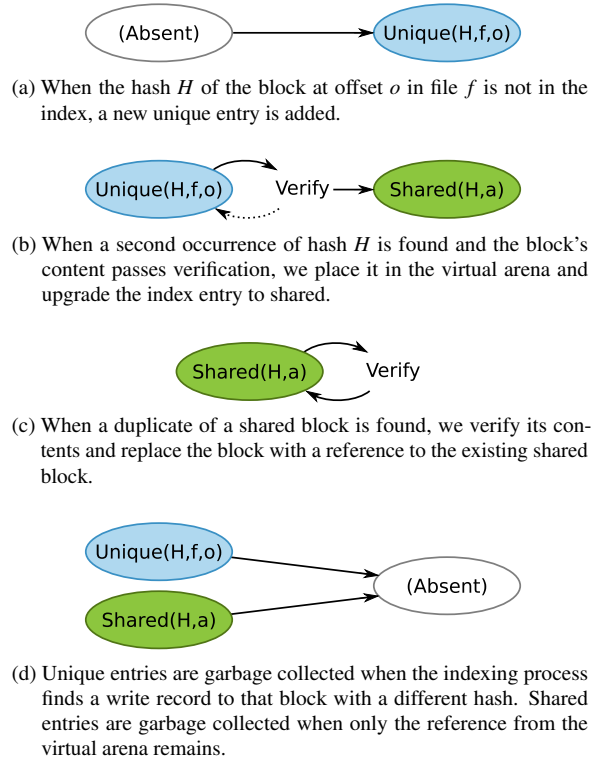 (Absent) Unique(H,f,o)
(a) When the hash H of the block at offset o in file f is not in the
index, a new unique entry is added.
Unique(H,f,o) Verify Shared(H,a)
(b) When a second occurrence of hash H is found and the block's
content passes verification, we place it in the virtual arena and
upgrade the index entry to shared.
Shared(H,a) Verify
(c) When a duplicate of a shared block is found, we verify its con-
tents and replace the block with a reference to the existing shared
block.
Unique(H,f,o)
(Absent)
Shared(H,a)
(d) Unique entries are garbage collected when the indexing process
finds a write record to that block with a different hash. Shared
entries are garbage collected when only the reference from the
virtual arena remains.